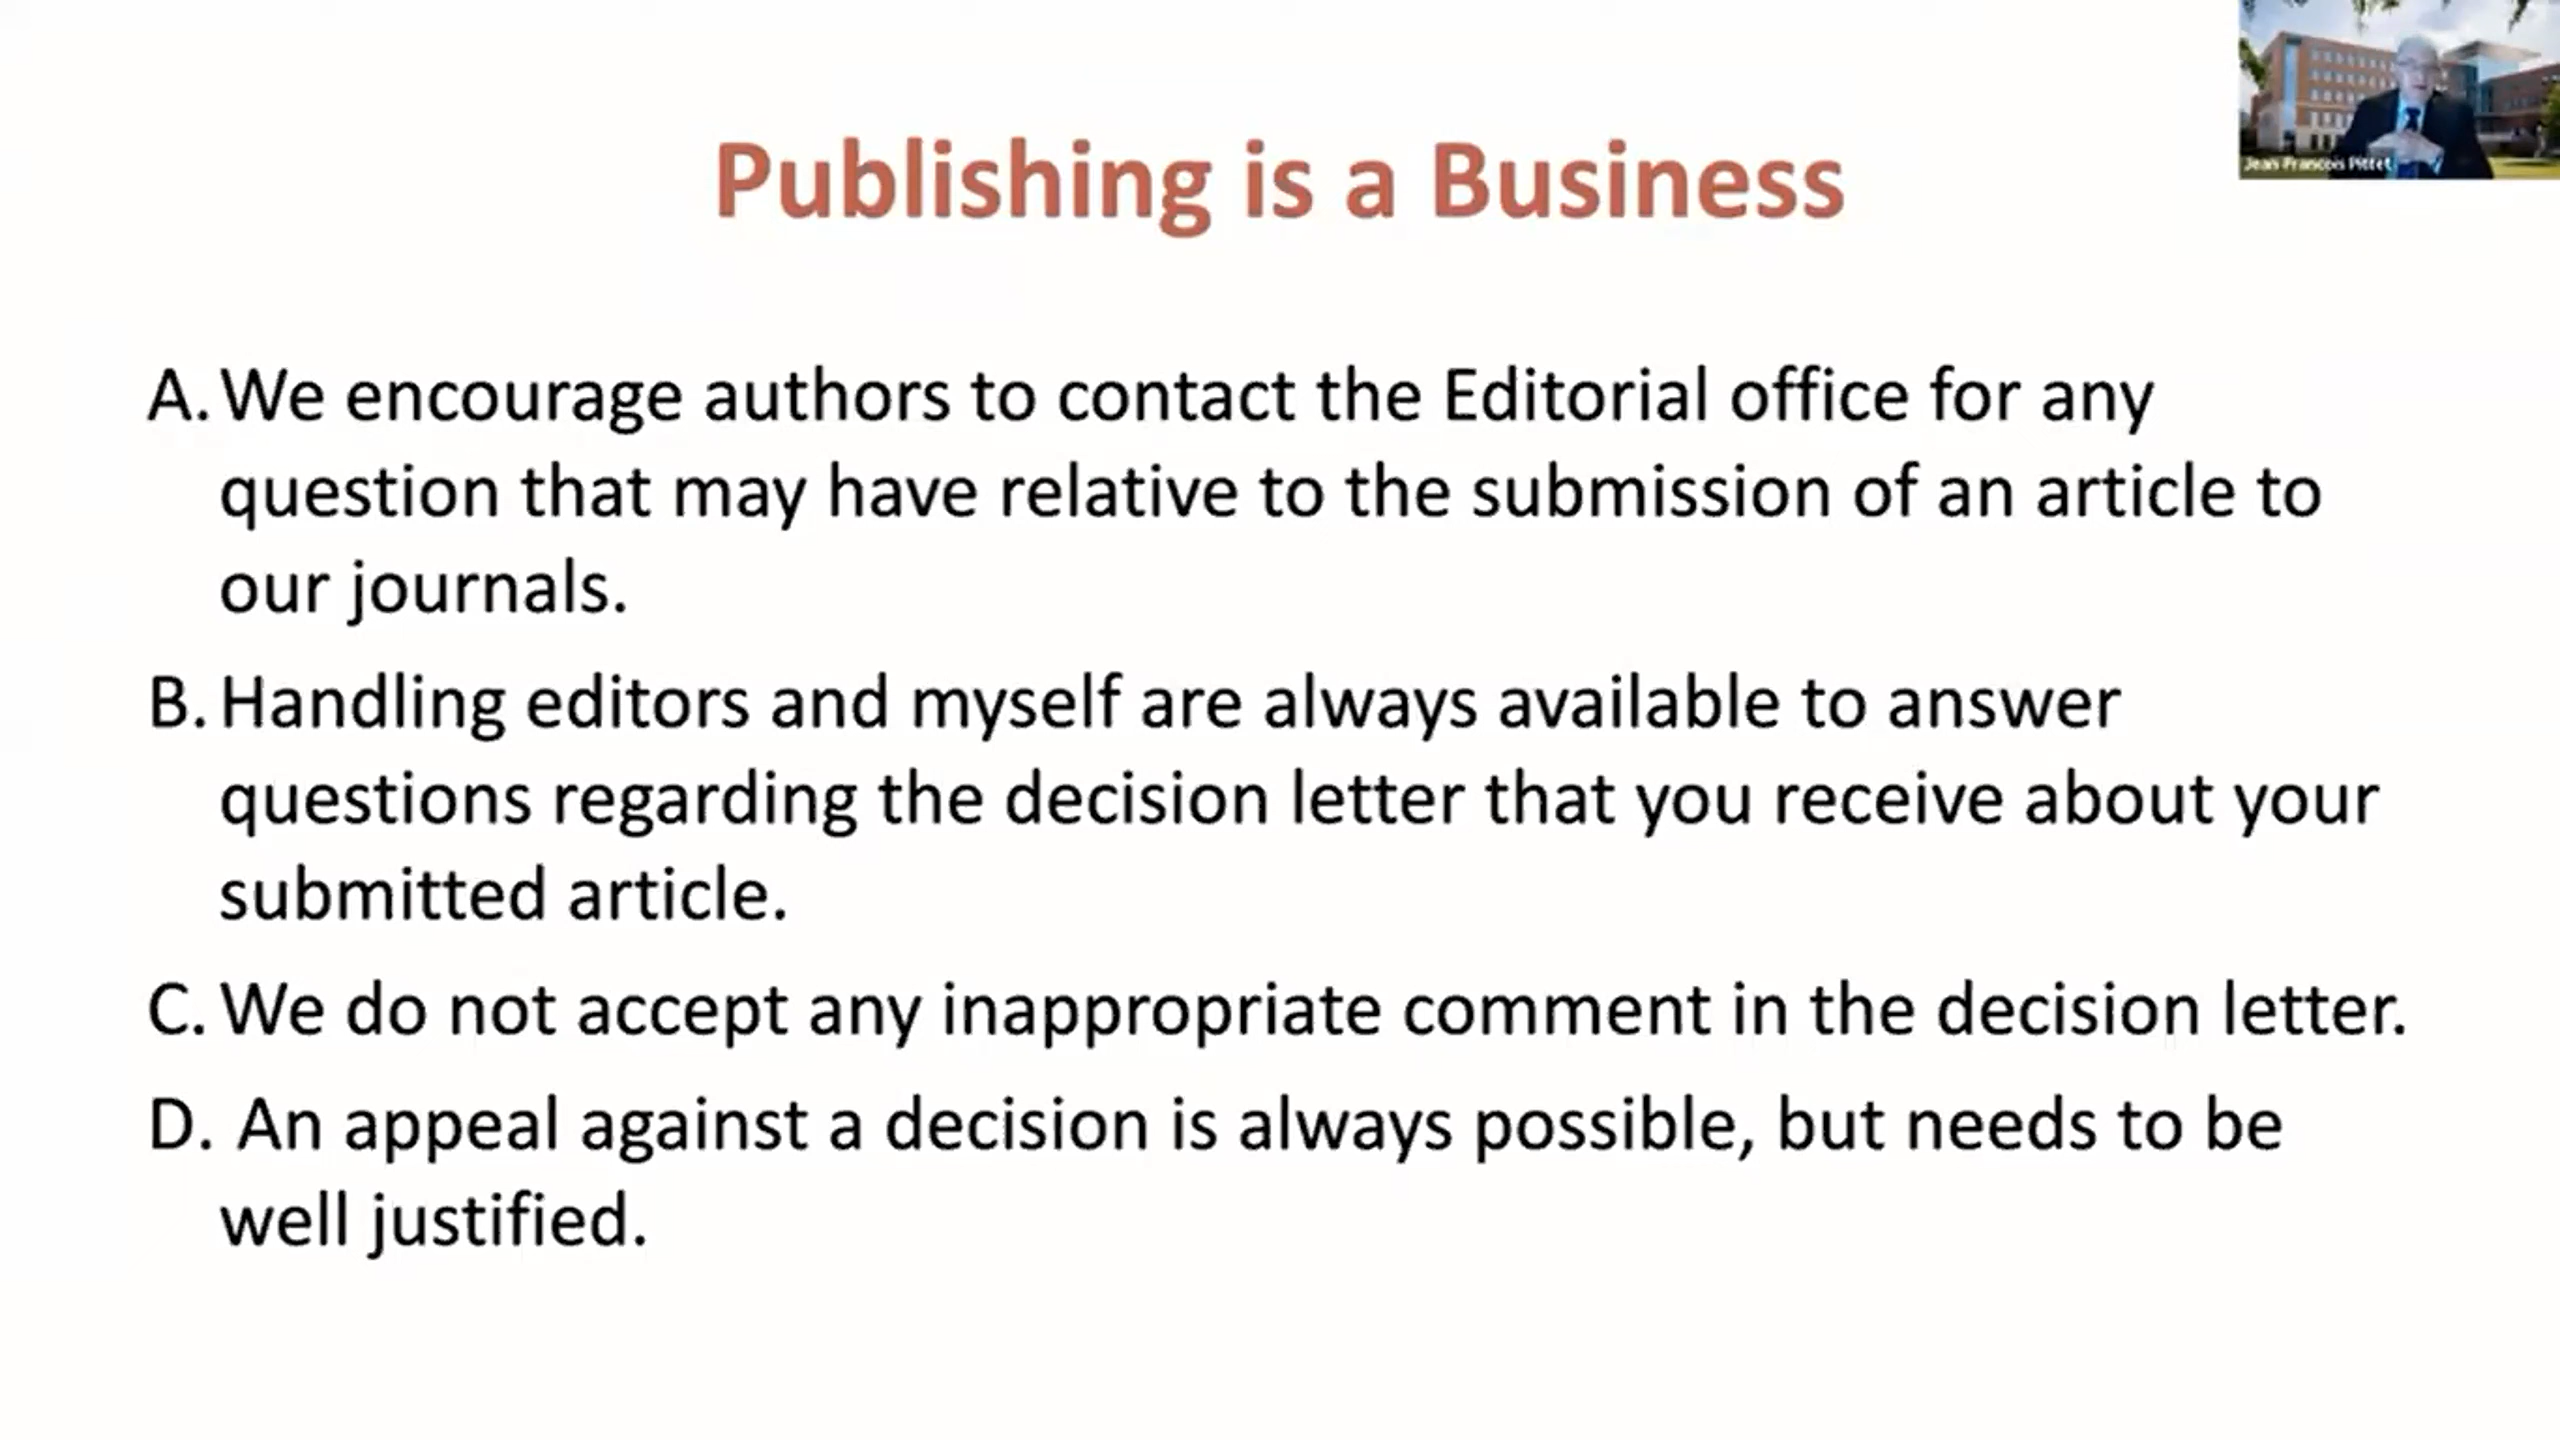 Publishing is a Business
Jean Francois Pittet
A. We encourage authors to contact the Editorial office for any
question that may have relative to the submission of an article to
our journals.
B. Handling editors and myself are always available to answer
questions regarding the decision letter that you receive about your
submitted article.
C. We do not accept any inappropriate comment in the decision letter.
D. An appeal against a decision is always possible, but needs to be
well justified.